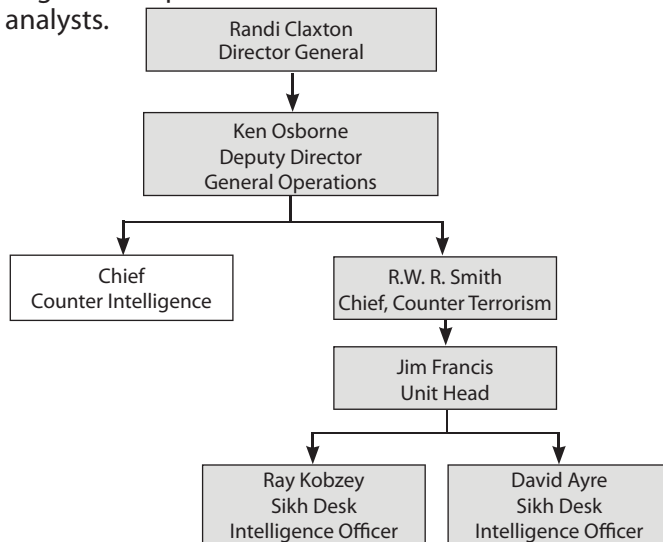 analysts.
Randi Claxton
Director General
Ken Osborne
Deputy Director
General Operations
Chief
Counter Intelligence
R.W. R. Smith
Chief, Counter Terrorism
Jim Francis
Unit Head
Ray Kobzey
Sikh Desk
Intelligence Officer
David Ayre
Sikh Desk
Intelligence Officer